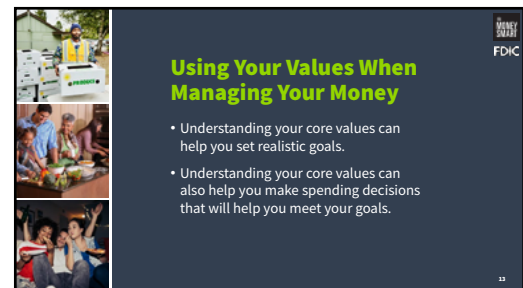 MONEY
SMART
FDIC
Using Your Values When
Managing Your Money
• Understanding your core values can
help you set realistic goals.
• Understanding your core values can
also help you make spending decisions
that will help you meet your goals.
PRODUCE
13